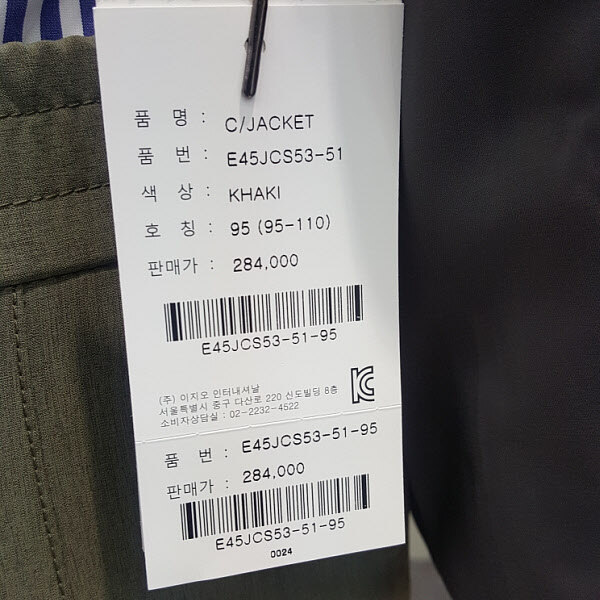 품 명 : C/JACKET
품 번 : E45JCS53-51
색 상 : KHAKI
호 칭 : 95 (95-110)
판매가 : 284,000
E45JCS53-51-95
(주) 이지오 인터내셔날
서울특별시 중구 다산로 220 신도빌딩 8층
소비자상담실 : 02-2232-4522
품 번 : E45JCS53-51-95
판매가 : 284,000
E45JCS53-51-95
0024